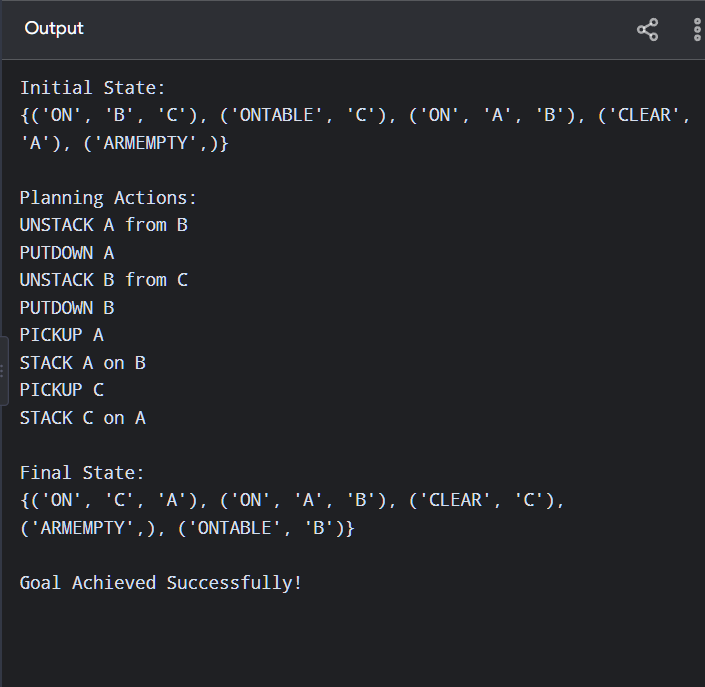 Output
Initial State:
{('ON', 'B', 'C'), ('ONTABLE', 'C'), ('ON', 'A', 'B'), ('CLEAR',
'A'), ('ARMEMPTY',)}
Planning Actions:
UNSTACK A from B
PUTDOWN A
UNSTACK B from C
PUTDOWN B
PICKUP A
STACK A on B
PICKUP C
STACK C on A
Final State:
{('ON', 'C', 'A'), ('ON', 'A', 'B'), ('CLEAR', 'C'),
('ARMEMPTY',), ('ONTABLE', 'B')}
Goal Achieved Successfully!